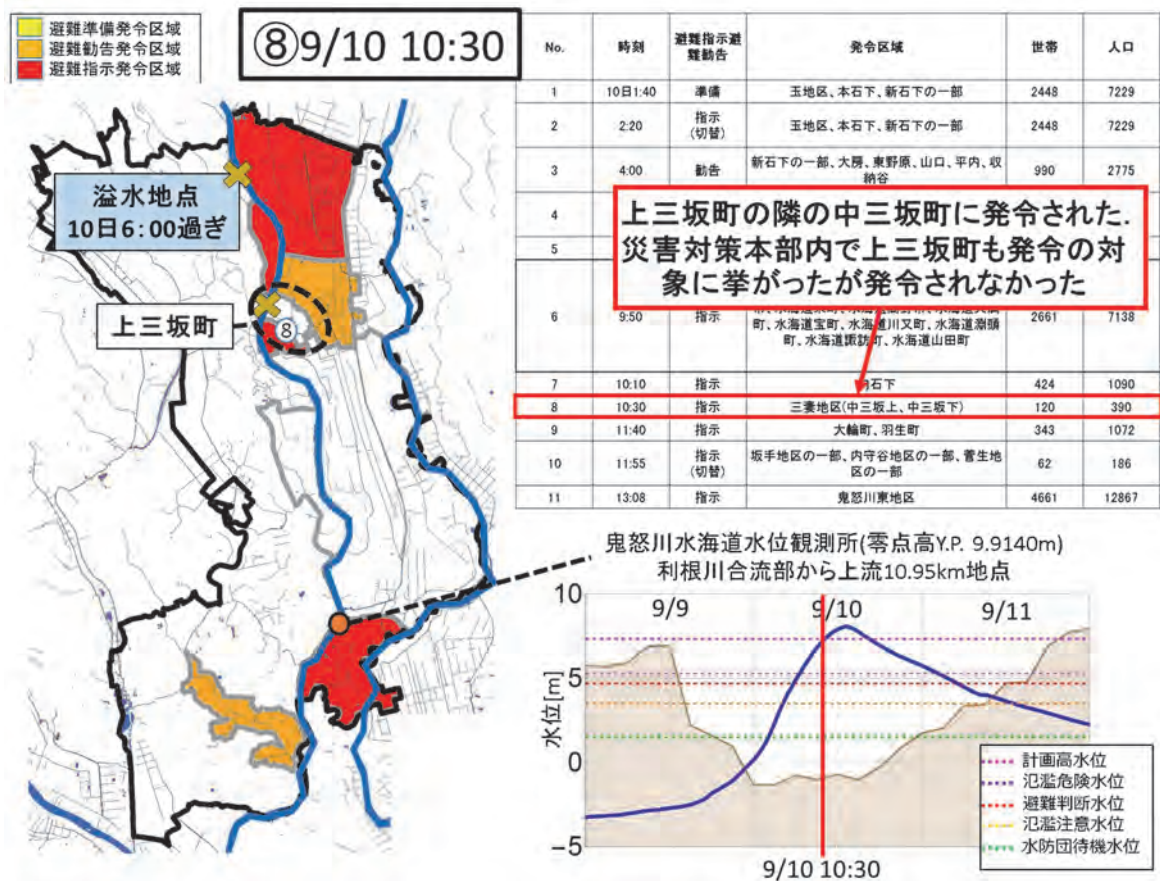 避難準備発令区域
避難勧告発令区域
避難指示発令区域
⑧9/10 10:30
溢水地点
10日6:00過ぎ
上三坂町
⑧
No. 時刻 避難指示避難勧告 発令区域 世帯 人口
1 10日1:40 準備 玉地区、本石下、新石下の一部 2448 7229
2 2:20 指示(切替) 玉地区、本石下、新石下の一部 2448 7229
3 4:00 勧告 新石下の一部、大房、東野原、山口、平内、収納谷 990 2775
4
5
上三坂町の隣の中三坂町に発令された.
災害対策本部内で上三坂町も発令の対
象に挙がったが発令されなかった
6 9:50 指示 2661 7138
町、水海道宝町、水海道川又町、水海道淵頭
町、水海道諏訪町、水海道山田町
7 10:10 指示 石下 424 1090
8 10:30 指示 三妻地区(中三坂上、中三坂下) 120 390
9 11:40 指示 大輪町、羽生町 343 1072
10 11:55 指示(切替) 坂手地区の一部、内守谷地区の一部、菅生地区の一部 62 186
11 13:08 指示 鬼怒川東地区 4661 12867
鬼怒川水海道水位観測所(零点高Y.P. 9.9140m)
利根川合流部から上流10.95km地点
9/9 9/10 9/11
水位[m]
10
5
0
-5
計画高水位
氾濫危険水位
避難判断水位
氾濫注意水位
水防団待機水位
9/10 10:30